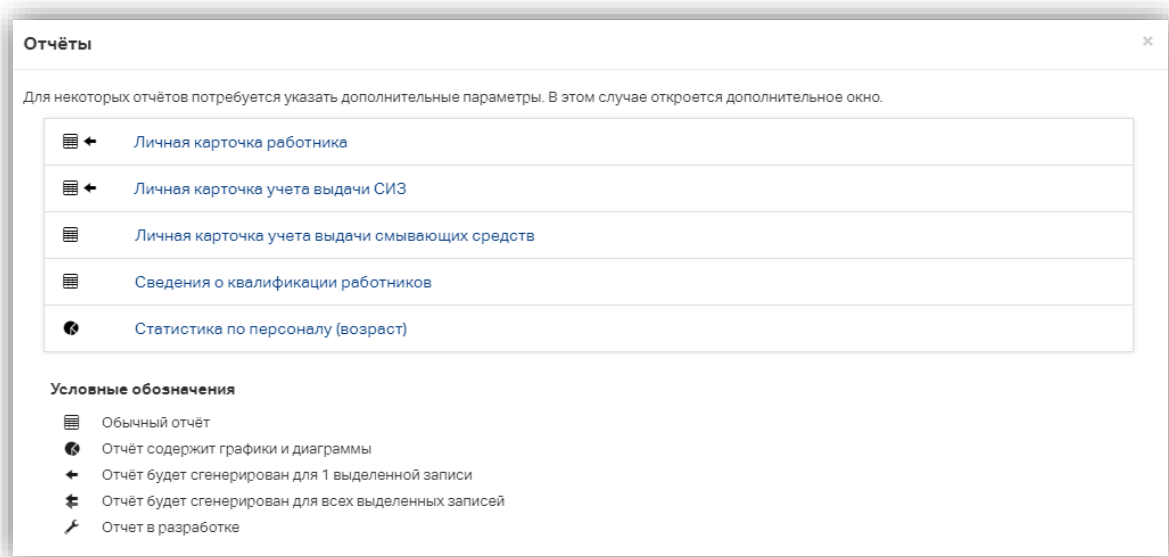 Отчёты
Для некоторых отчётов потребуется указать дополнительные параметры. В этом случае откроется дополнительное окно.
Личная карточка работника
Личная карточка учета выдачи СИЗ
Личная карточка учета выдачи смывающих средств
Сведения о квалификации работников
Статистика по персоналу (возраст)
Условные обозначения
Обычный отчёт
Отчёт содержит графики и диаграммы
Отчёт будет сгенерирован для 1 выделенной записи
Отчёт будет сгенерирован для всех выделенных записей
Отчет в разработке